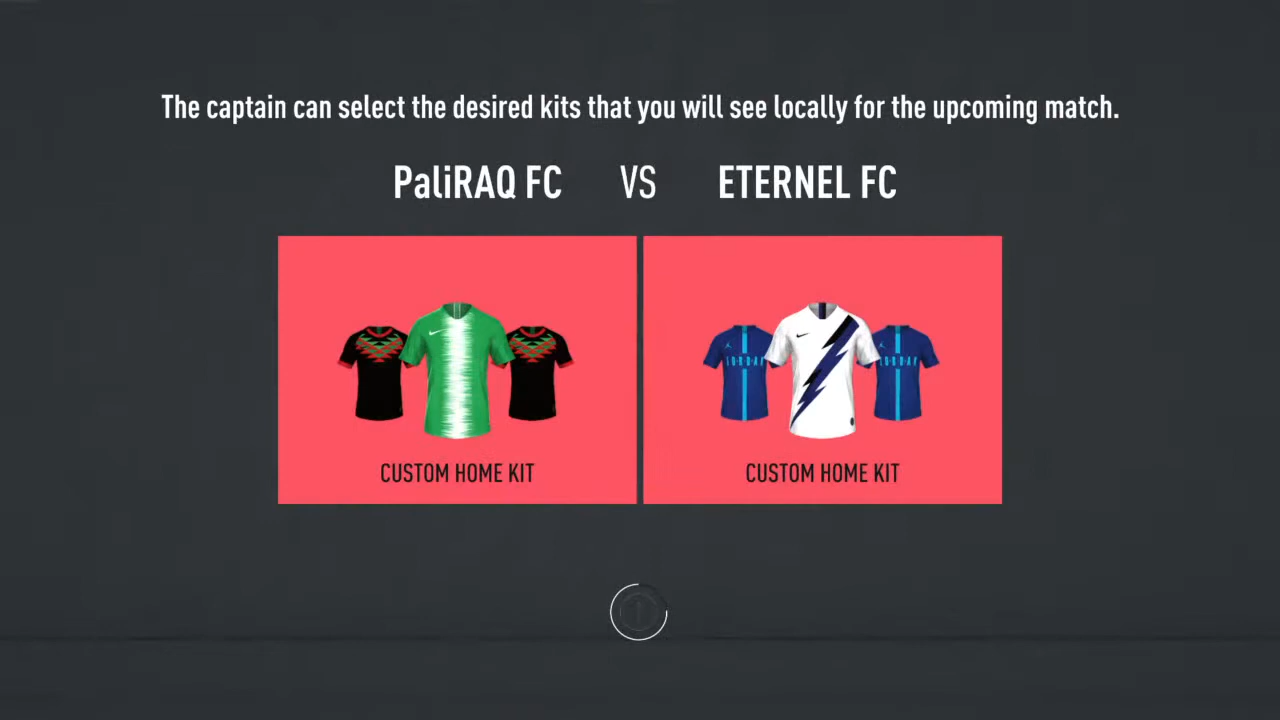 The captain can select the desired kits that you will see locally for the upcoming match.
PaliRAQ FC VS ETERNEL FC
CUSTOM HOME KIT CUSTOM HOME KIT